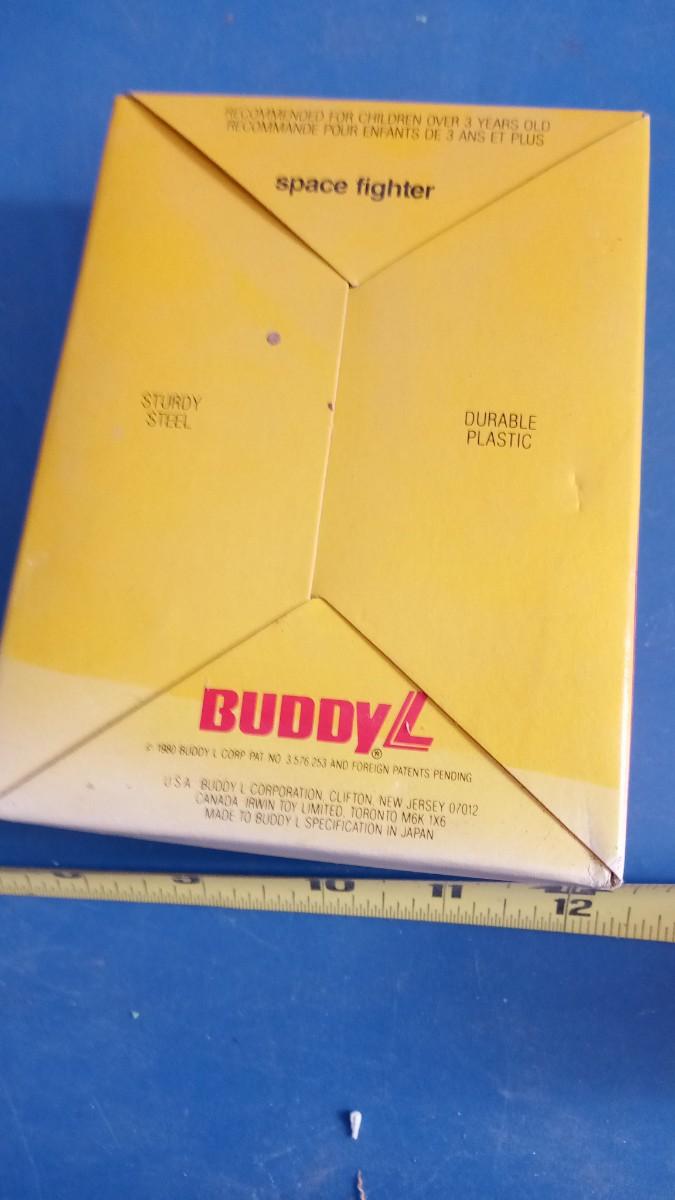 RECOMMENDED FOR CHILDREN OVER 3 YEARS OLD
RECOMMANDE POUR ENFANTS DE 3 ANS ET PLUS
space fighter
STURDY
STEEL
DURABLE
PLASTIC
BUDDY L®
© 1980 BUDDY L CORP PAT NO 3,576,253 AND FOREIGN PATENTS PENDING
U.S.A. BUDDY L CORPORATION, CLIFTON, NEW JERSEY 07012
CANADA IRWIN TOY LIMITED, TORONTO M6K 1X6
MADE TO BUDDY L SPECIFICATION IN JAPAN
9 10 11 12